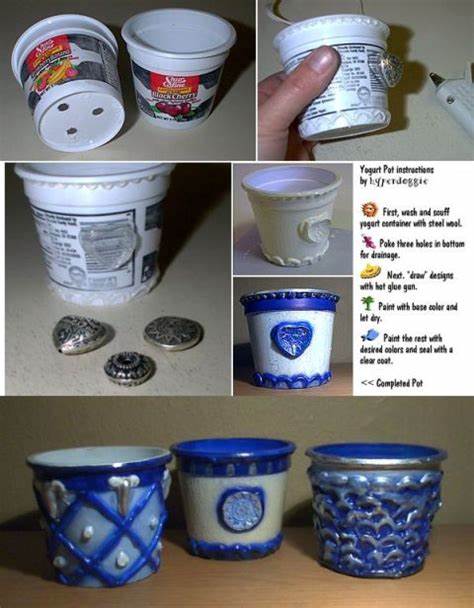 Black Cherry
Yogurt Pot instructions
by hyperdoggie
First, wash and scuff
yogurt container with steel wool.
Poke three holes in bottom
for drainage.
Next. "draw" designs
with hot glue gun.
Paint with base color and
let dry.
Paint the rest with
desired colors and seal with a
clear coat.
<< Completed Pot